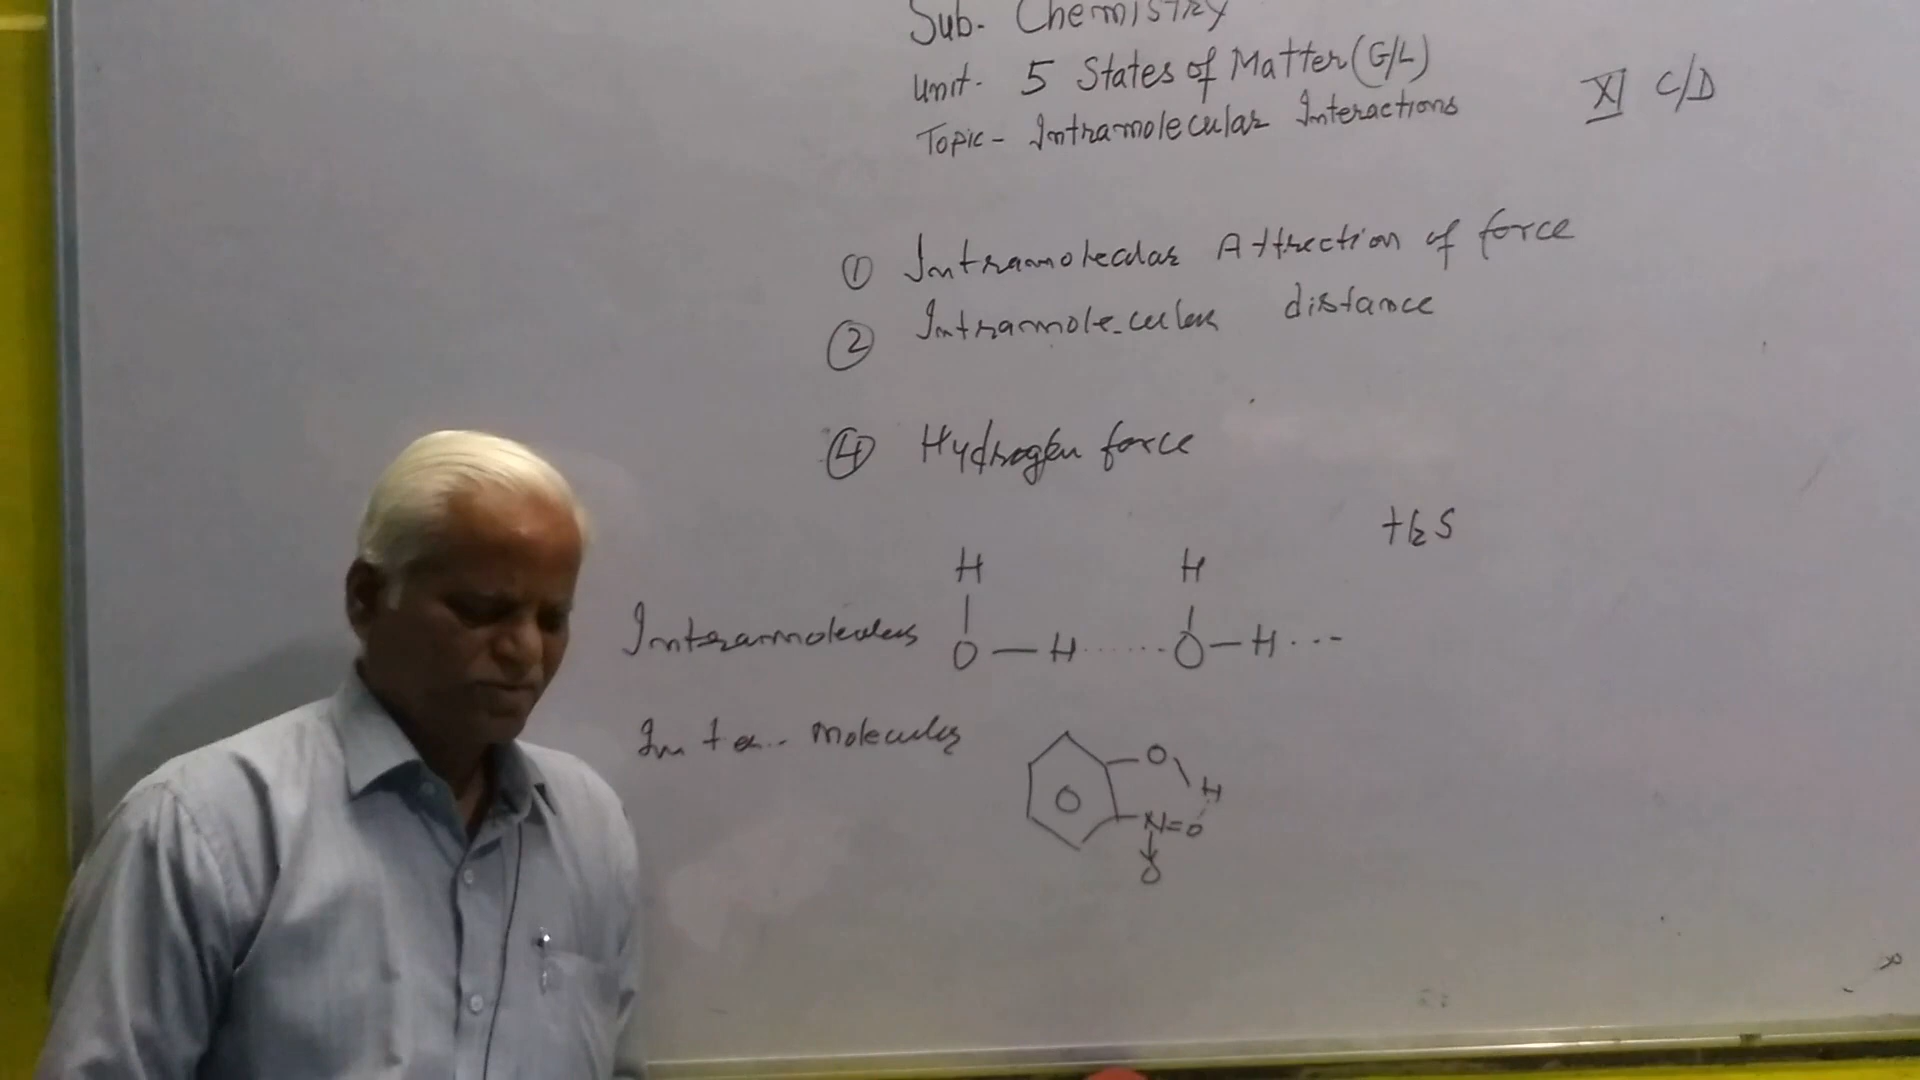 Sub- Chemistry
Unit- 5 States of Matter (G/L)
Topic- Intramolecular Interactions
XI C/D
① Intramolecular Attrection of force
② Intramolecular distance
④ Hydrogen force
H₂S
H H
Intramolecular O — H ...... O — H ...
Inter.. molecular
O
H
O
N=O
O